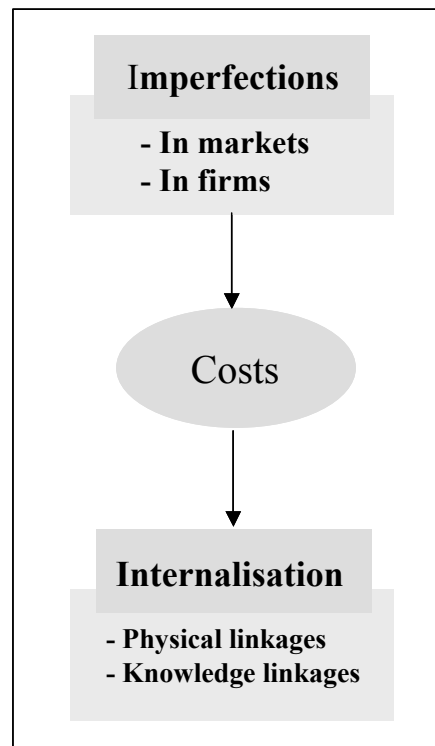 Imperfections
- In markets
- In firms
Costs
Internalisation
- Physical linkages
- Knowledge linkages